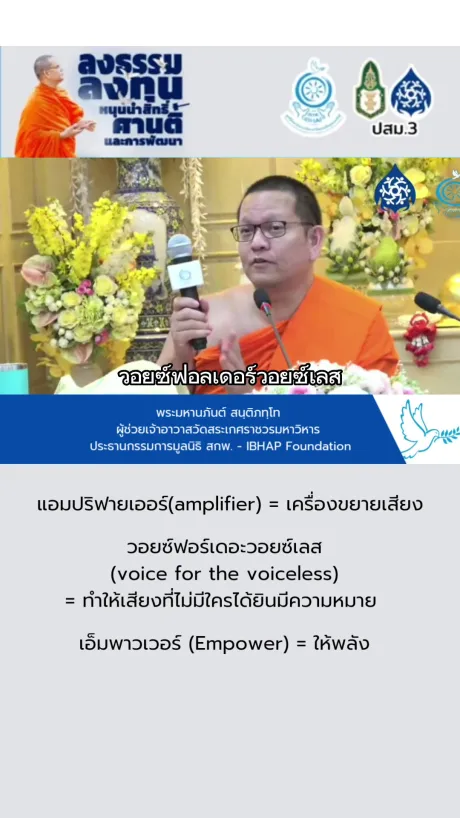 ลงธรรม
ลงทุน
หนุนนำสิทธิ์
ศานติ
และการพัฒนา
ปสม.3
วอยซ์ฟอลเดอร์วอยซ์เลส
พระมหานภันต์ สนฺติภทฺโท
ผู้ช่วยเจ้าอาวาสวัดสระเกศราชวรมหาวิหาร
ประธานกรรมการมูลนิธิ สกพ. - IBHAP Foundation
แอมปริฟายเออร์(amplifier) = เครื่องขยายเสียง
วอยซ์ฟอร์เดอะวอยซ์เลส
(voice for the voiceless)
= ทำให้เสียงที่ไม่มีใครได้ยินมีความหมาย
เอ็มพาวเวอร์ (Empower) = ให้พลัง